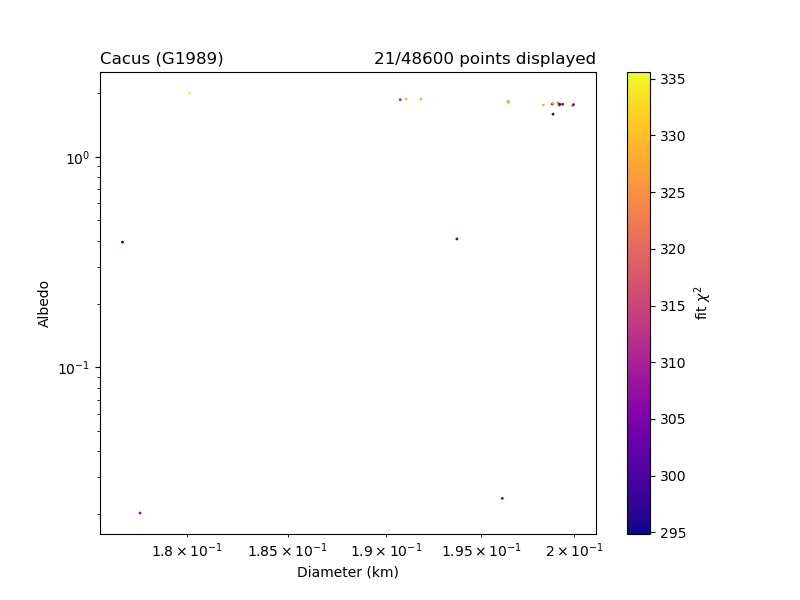 Cacus (G1989)
21/48600 points displayed
10⁰
10⁻¹
Albedo
1.8 × 10⁻¹ 1.85 × 10⁻¹ 1.9 × 10⁻¹ 1.95 × 10⁻¹ 2 × 10⁻¹
Diameter (km)
335
330
325
320
315
310
305
300
295
fit χ²